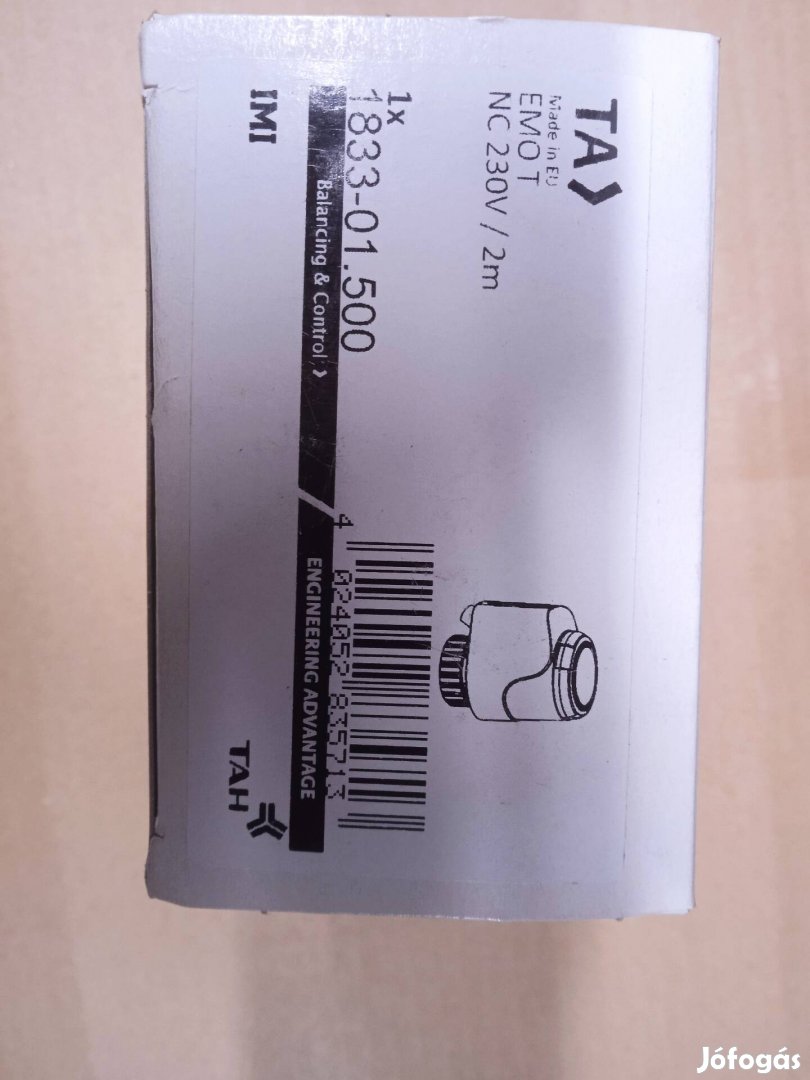 TA
Made in EU
EMO T
NC 230V / 2m
1x
1833-01.500
4 024052 835713
Balancing & Control
ENGINEERING ADVANTAGE
IMI
TAH
Jófogás